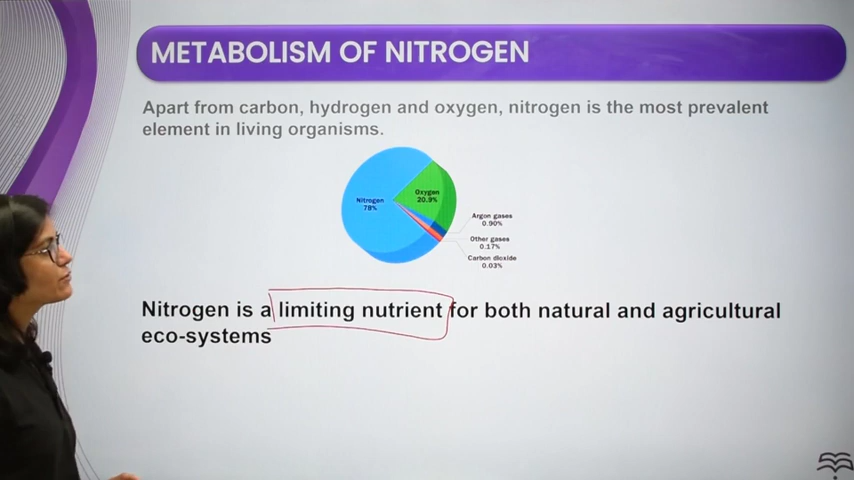 METABOLISM OF NITROGEN
Apart from carbon, hydrogen and oxygen, nitrogen is the most prevalent
element in living organisms.
Nitrogen
78%
Oxygen
20.9%
Argon gases
0.90%
Other gases
0.17%
Carbon dioxide
0.03%
Nitrogen is a limiting nutrient for both natural and agricultural
eco-systems